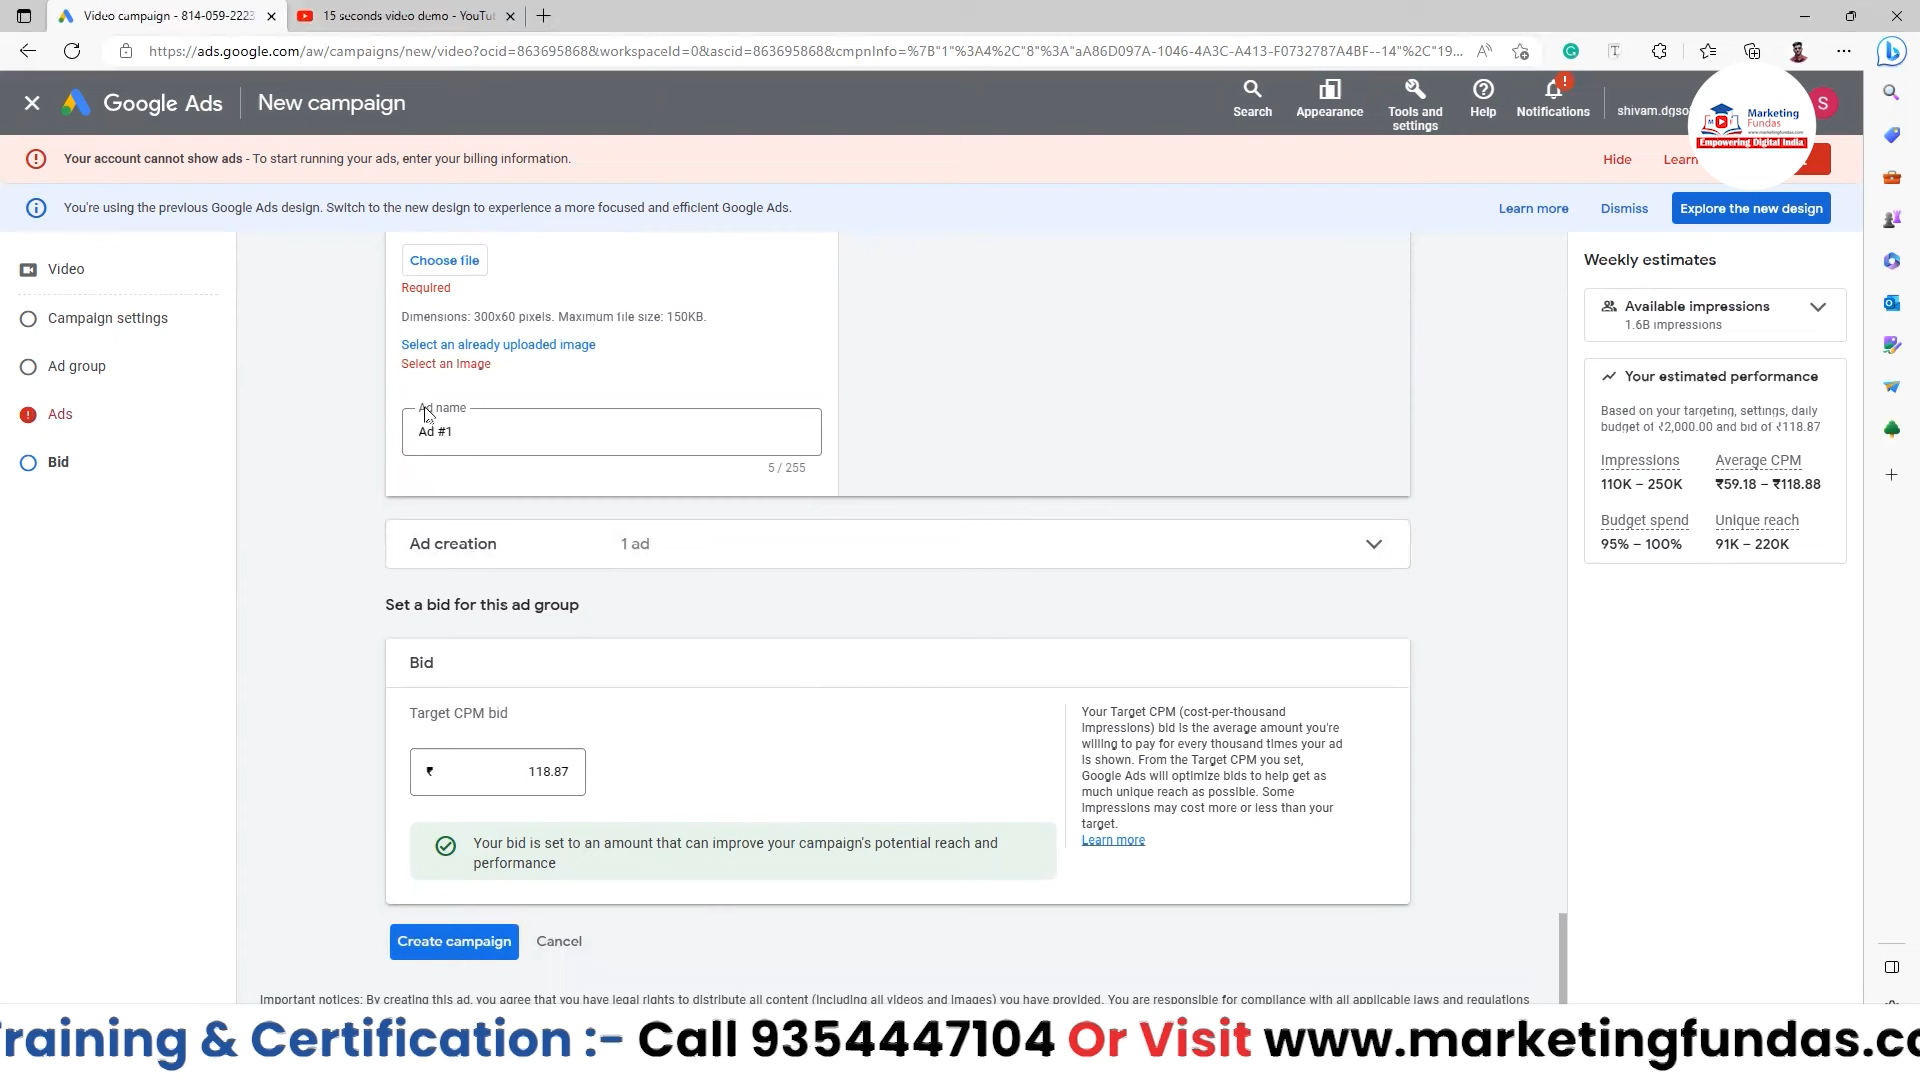 Video campaign - 814-059-2223
15 seconds video demo - YouTu
https://ads.google.com/aw/campaigns/new/video?ocid=863695868&workspaceId=0&ascid=863695868&cmpnInfo=%7B"1"%3A4%2C"8"%3A"aA86D097A-1046-4A3C-A413-F0732787A4BF--14"%2C"19...
Google Ads
New campaign
Search
Appearance
Tools and
settings
Help
Notifications
shivam.dgso
S
Marketing
Fundas
www.marketingfundas.com
Empowering Digital India
Your account cannot show ads - To start running your ads, enter your billing information.
Hide
Learn
You're using the previous Google Ads design. Switch to the new design to experience a more focused and efficient Google Ads.
Learn more
Dismiss
Explore the new design
Video
Campaign settings
Ad group
Ads
Bid
Choose file
Required
Dimensions: 300x60 pixels. Maximum file size: 150KB.
Select an already uploaded image
Select an Image
Ad name
Ad #1
5 / 255
Ad creation
1 ad
Set a bid for this ad group
Bid
Target CPM bid
₹ 118.87
Your bid is set to an amount that can improve your campaign's potential reach and
performance
Your Target CPM (cost-per-thousand
impressions) bid is the average amount you're
willing to pay for every thousand times your ad
is shown. From the Target CPM you set,
Google Ads will optimize bids to help get as
much unique reach as possible. Some
impressions may cost more or less than your
target.
Learn more
Create campaign
Cancel
Weekly estimates
Available impressions
1.6B impressions
Your estimated performance
Based on your targeting, settings, daily
budget of ₹2,000.00 and bid of ₹118.87
Impressions
Average CPM
110K – 250K
₹59.18 – ₹118.88
Budget spend
Unique reach
95% – 100%
91K – 220K
Important notices: By creating this ad, you agree that you have legal rights to distribute all content (including all videos and images) you have provided. You are responsible for compliance with all applicable laws and regulations
raining & Certification :- Call 9354447104 Or Visit www.marketingfundas.co